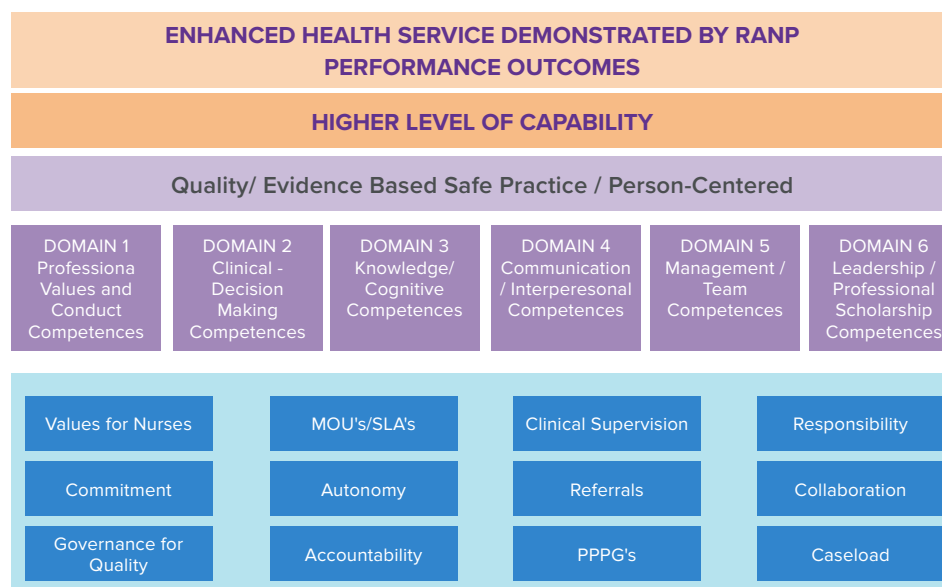 ENHANCED HEALTH SERVICE DEMONSTRATED BY RANP
PERFORMANCE OUTCOMES
HIGHER LEVEL OF CAPABILITY
Quality/ Evidence Based Safe Practice / Person-Centered
DOMAIN 1
Professiona
Values and
Conduct
Competences
DOMAIN 2
Clinical -
Decision
Making
Competences
DOMAIN 3
Knowledge/
Cognitive
Competences
DOMAIN 4
Communication
/ Interperesonal
Competences
DOMAIN 5
Management /
Team
Competences
DOMAIN 6
Leadership /
Professional
Scholarship
Competences
Values for Nurses
MOU's/SLA's
Clinical Supervision
Responsibility
Commitment
Autonomy
Referrals
Collaboration
Governance for
Quality
Accountability
PPPG's
Caseload